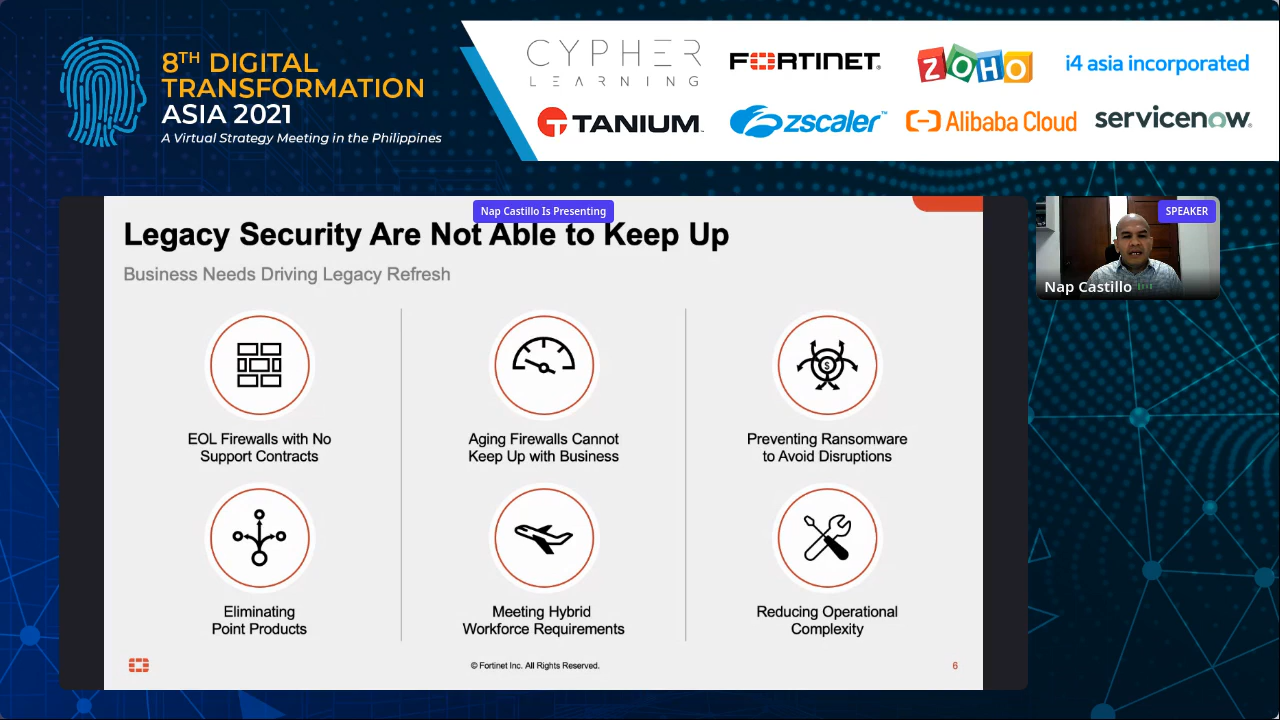 8TH DIGITAL
TRANSFORMATION
ASIA 2021
A Virtual Strategy Meeting in the Philippines
CYPHER
LEARNING
FORTINET®
ZOHO
i4 asia incorporated
TANIUM™
zscaler™
Alibaba Cloud
servicenow®
Nap Castillo Is Presenting
SPEAKER
Nap Castillo
Legacy Security Are Not Able to Keep Up
Business Needs Driving Legacy Refresh
EOL Firewalls with No
Support Contracts
Aging Firewalls Cannot
Keep Up with Business
$
Preventing Ransomware
to Avoid Disruptions
Eliminating
Point Products
Meeting Hybrid
Workforce Requirements
Reducing Operational
Complexity
© Fortinet Inc. All Rights Reserved.
6